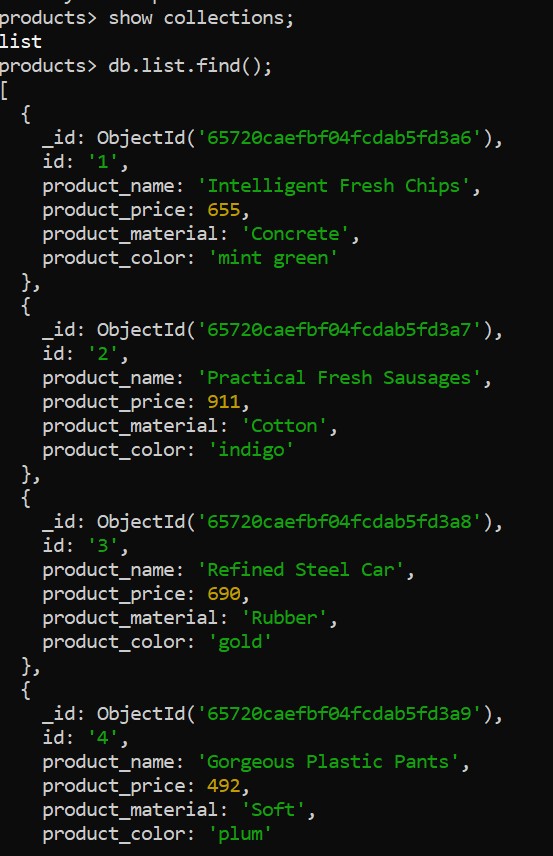 products> show collections;
list
products> db.list.find();
[
  {
    _id: ObjectId('65720caefbf04fcdab5fd3a6'),
    id: '1',
    product_name: 'Intelligent Fresh Chips',
    product_price: 655,
    product_material: 'Concrete',
    product_color: 'mint green'
  },
  {
    _id: ObjectId('65720caefbf04fcdab5fd3a7'),
    id: '2',
    product_name: 'Practical Fresh Sausages',
    product_price: 911,
    product_material: 'Cotton',
    product_color: 'indigo'
  },
  {
    _id: ObjectId('65720caefbf04fcdab5fd3a8'),
    id: '3',
    product_name: 'Refined Steel Car',
    product_price: 690,
    product_material: 'Rubber',
    product_color: 'gold'
  },
  {
    _id: ObjectId('65720caefbf04fcdab5fd3a9'),
    id: '4',
    product_name: 'Gorgeous Plastic Pants',
    product_price: 492,
    product_material: 'Soft',
    product_color: 'plum'